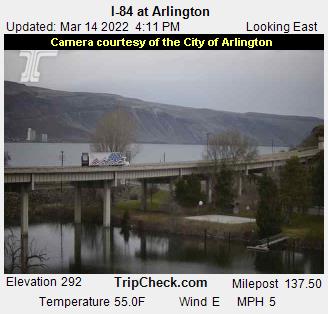 I-84 at Arlington
Updated: Mar 14 2022 4:11 PM Looking East
Camera courtesy of the City of Arlington
Elevation 292 TripCheck.com Milepost 137.50
Temperature 55.0F Wind E MPH 5